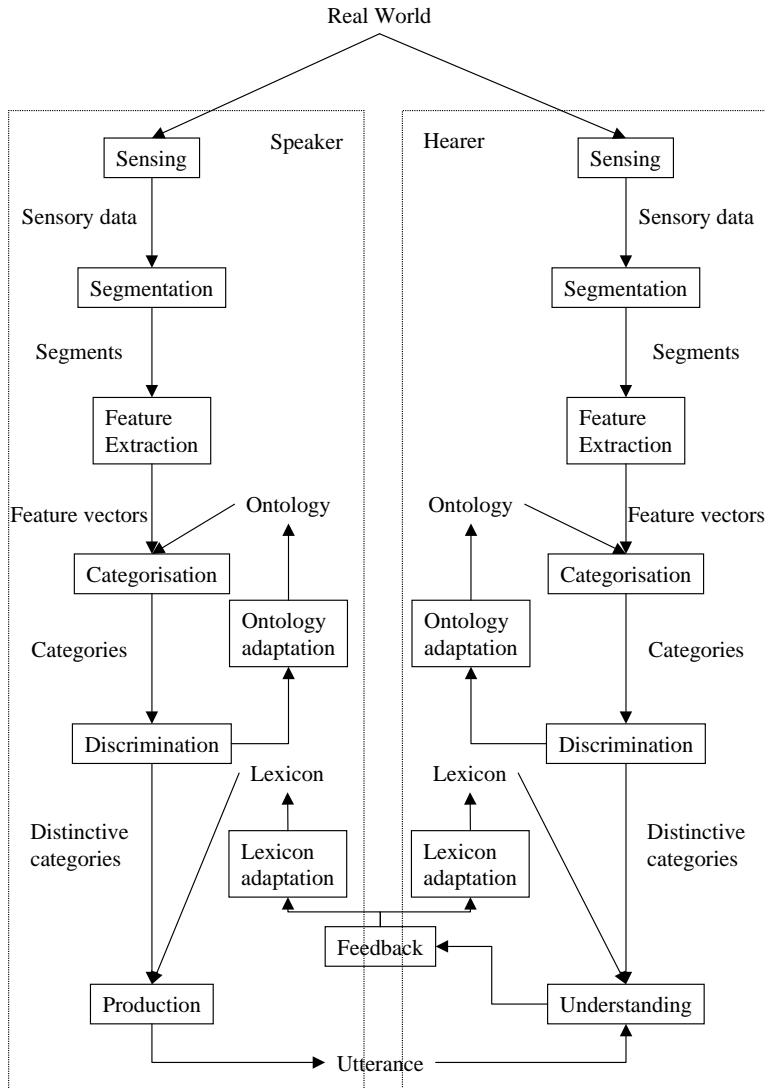 Real World
Speaker
Hearer
Sensing
Sensing
Sensory data
Sensory data
Segmentation
Segmentation
Segments
Segments
Feature
Extraction
Feature
Extraction
Feature vectors
Ontology
Ontology
Feature vectors
Categorisation
Categorisation
Ontology
adaptation
Ontology
adaptation
Categories
Categories
Discrimination
Discrimination
Lexicon
Lexicon
Distinctive
categories
Lexicon
adaptation
Lexicon
adaptation
Distinctive
categories
Feedback
Production
Understanding
Utterance